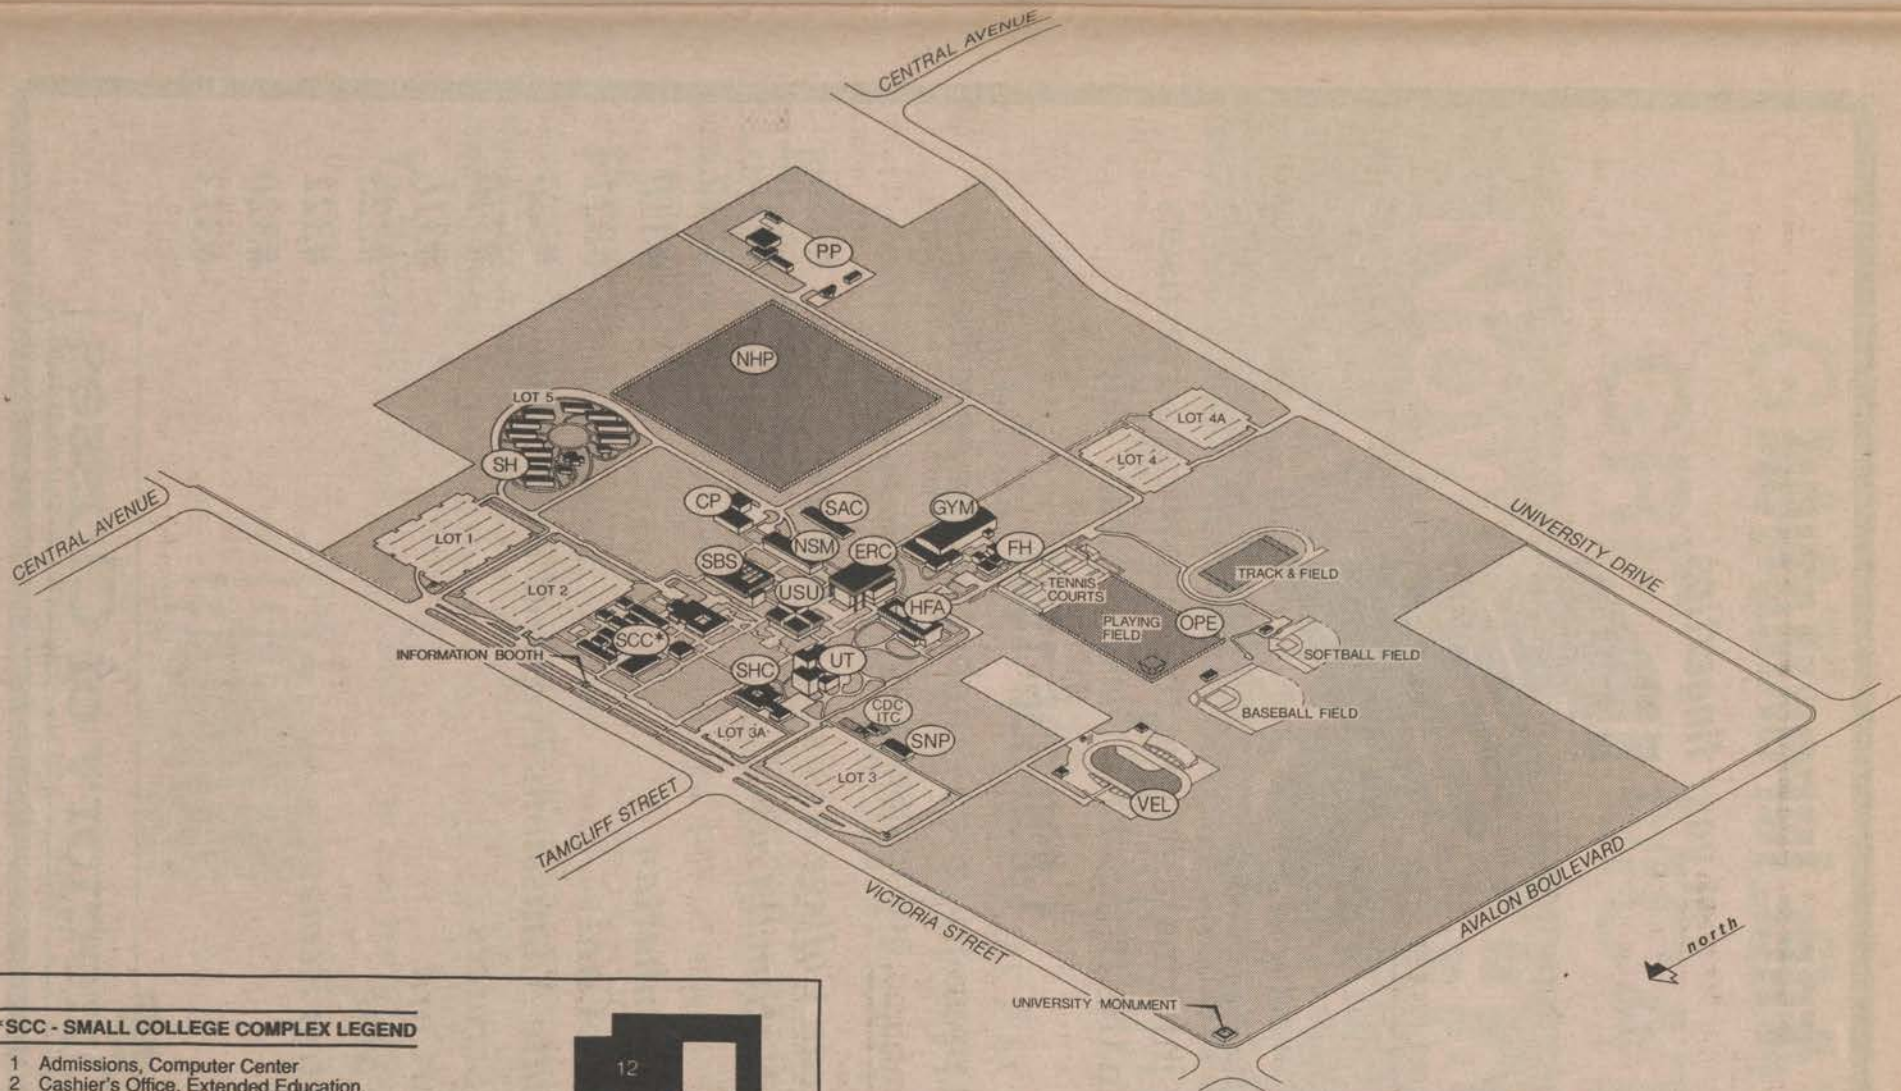 CENTRAL AVENUE
PP
NHP
LOT 5
LOT 4A
LOT 4
SH
CENTRAL AVENUE
CP
SAC
GYM
UNIVERSITY DRIVE
LOT 1
NSM
ERC
FH
SBS
TRACK & FIELD
LOT 2
USU
TENNIS
COURTS
HFA
PLAYING
FIELD
OPE
SCC*
INFORMATION BOOTH
SOFTBALL FIELD
SHC
UT
CDC
ITC
BASEBALL FIELD
LOT 3A
SNP
LOT 3
VEL
TAMCLIFF STREET
VICTORIA STREET
AVALON BOULEVARD
north
UNIVERSITY MONUMENT
*SCC - SMALL COLLEGE COMPLEX LEGEND
1 Admissions, Computer Center
2 Cashier's Office, Extended Education
12